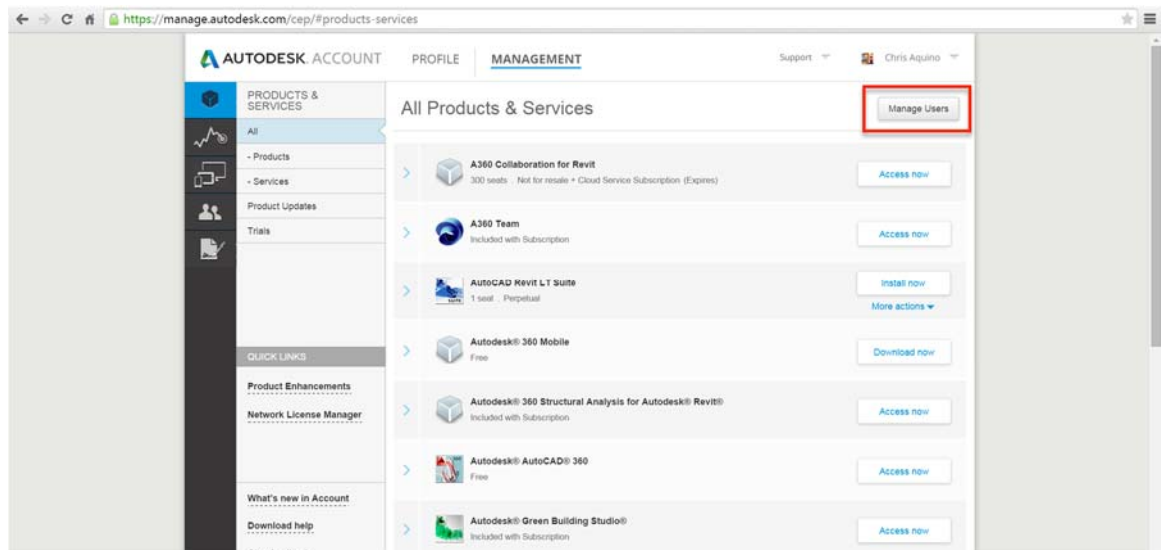 https://manage.autodesk.com/cep/#products-services
AUTODESK. ACCOUNT
PROFILE
MANAGEMENT
Support
Chris Aquino
PRODUCTS &
SERVICES
All
- Products
- Services
Product Updates
Trials
QUICK LINKS
Product Enhancements
Network License Manager
What's new in Account
Download help
All Products & Services
Manage Users
A360 Collaboration for Revit
300 seats . Not for resale + Cloud Service Subscription (Expires)
Access now
A360 Team
Included with Subscription
Access now
AutoCAD Revit LT Suite
1 seat . Perpetual
Install now
More actions
Autodesk® 360 Mobile
Free
Download now
Autodesk® 360 Structural Analysis for Autodesk® Revit®
Included with Subscription
Access now
Autodesk® AutoCAD® 360
Free
Access now
Autodesk® Green Building Studio®
Included with Subscription
Access now